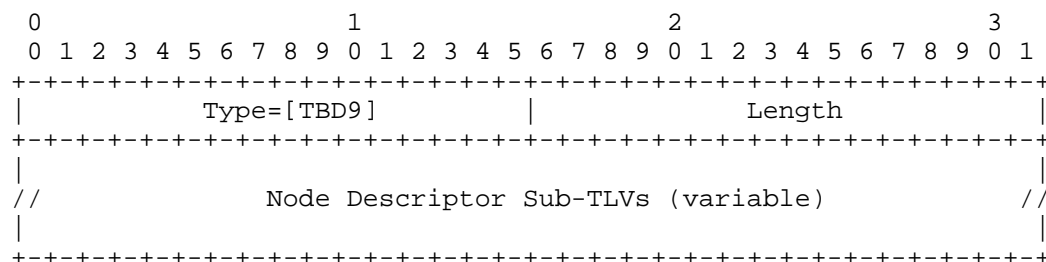 0                   1                   2                   3
 0 1 2 3 4 5 6 7 8 9 0 1 2 3 4 5 6 7 8 9 0 1 2 3 4 5 6 7 8 9 0 1
+-+-+-+-+-+-+-+-+-+-+-+-+-+-+-+-+-+-+-+-+-+-+-+-+-+-+-+-+-+-+-+-+
|           Type=[TBD9]         |             Length            |
+-+-+-+-+-+-+-+-+-+-+-+-+-+-+-+-+-+-+-+-+-+-+-+-+-+-+-+-+-+-+-+-+
|                                                               |
//              Node Descriptor Sub-TLVs (variable)            //
|                                                               |
+-+-+-+-+-+-+-+-+-+-+-+-+-+-+-+-+-+-+-+-+-+-+-+-+-+-+-+-+-+-+-+-+